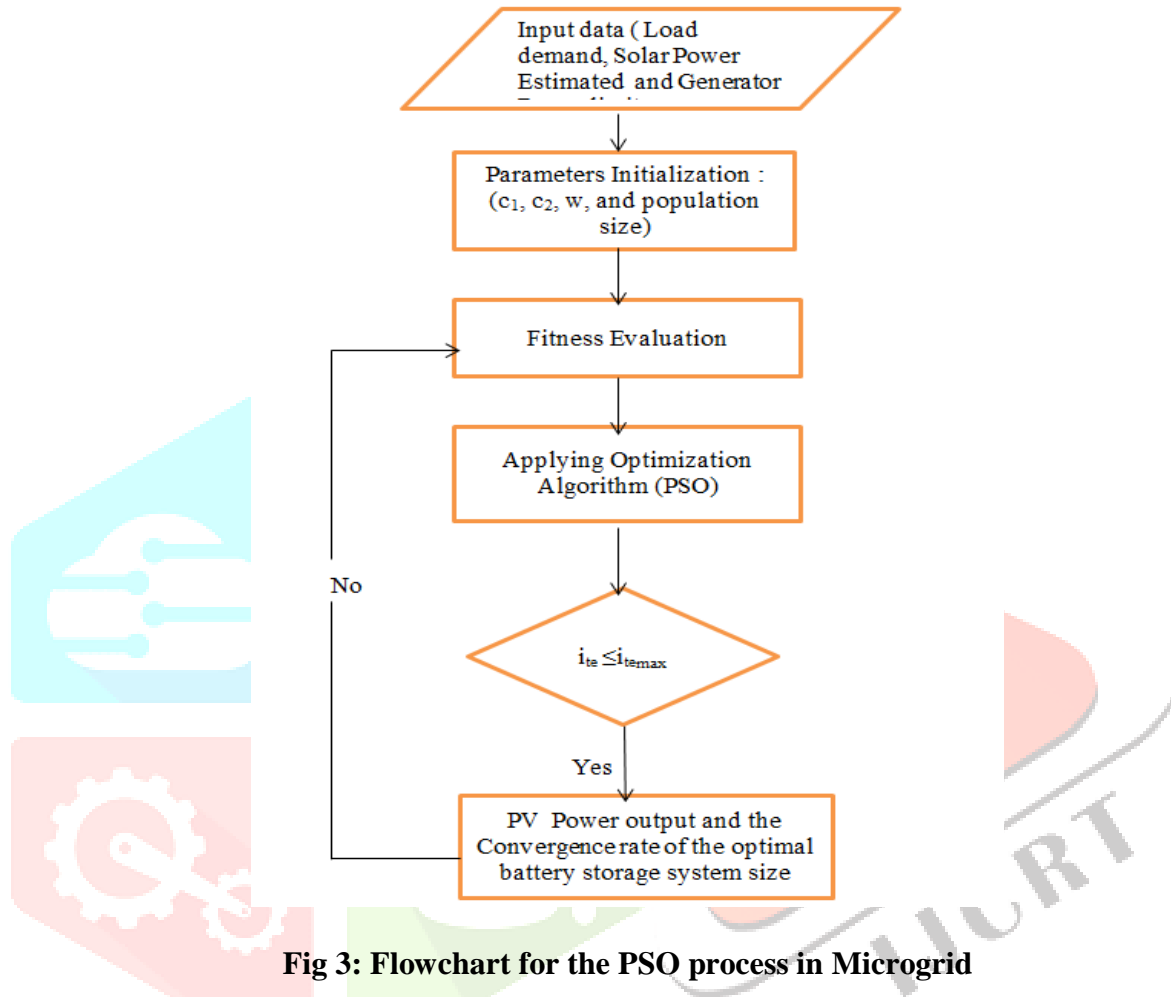 Input data ( Load
demand, Solar Power
Estimated and Generator
Parameters Initialization :
(c₁, c₂, w, and population
size)
Fitness Evaluation
Applying Optimization
Algorithm (PSO)
No
iₜₑ ≤iₜₑₘₐₓ
Yes
PV Power output and the
Convergence rate of the optimal
battery storage system size
IJCRT
Fig 3: Flowchart for the PSO process in Microgrid